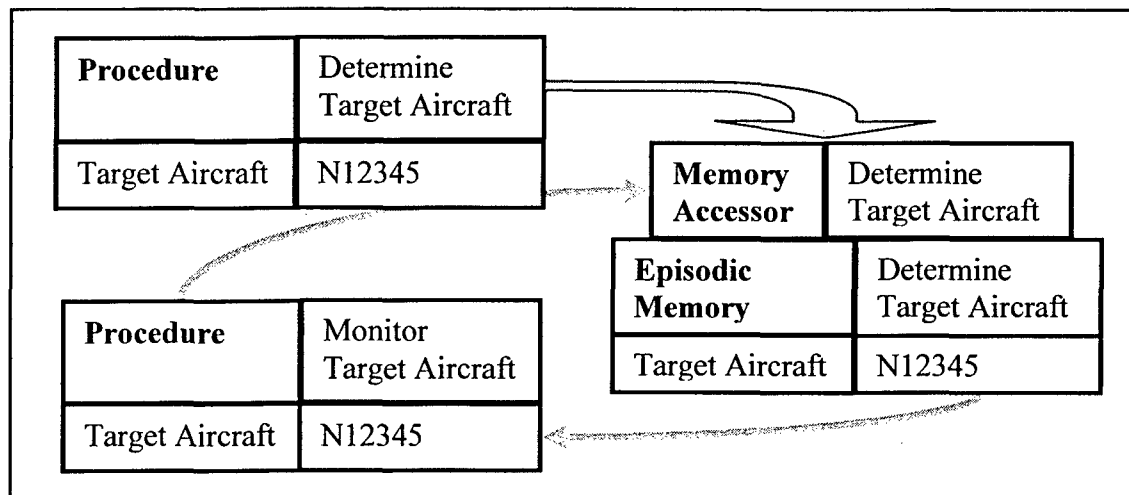 Procedure
Determine
Target Aircraft
Target Aircraft
N12345
Memory
Accessor
Determine
Target Aircraft
Episodic
Memory
Determine
Target Aircraft
Target Aircraft
N12345
Procedure
Monitor
Target Aircraft
Target Aircraft
N12345